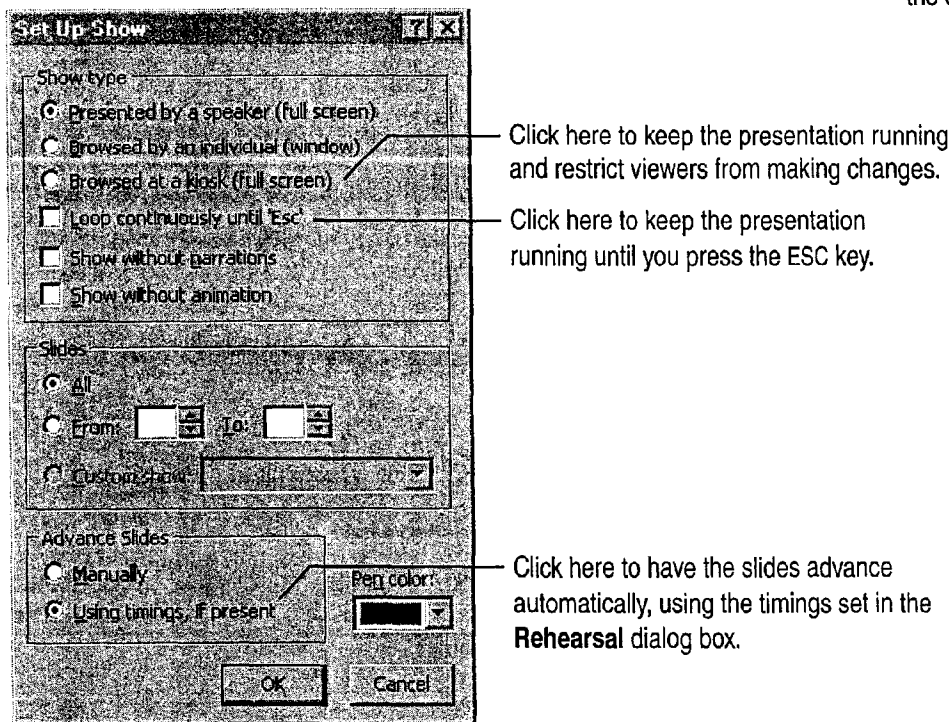 the
Set Up Show
Show type
Presented by a speaker (full screen)
Browsed by an individual (window)
Browsed at a kiosk (full screen)
Loop continuously until 'Esc'
Show without narrations
Show without animation
Click here to keep the presentation running
and restrict viewers from making changes.
Click here to keep the presentation
running until you press the ESC key.
Slides
All
From: To:
Custom show:
Advance Slides
Manually
Using timings, if present
Pen color:
Click here to have the slides advance
automatically, using the timings set in the
Rehearsal dialog box.
OK Cancel